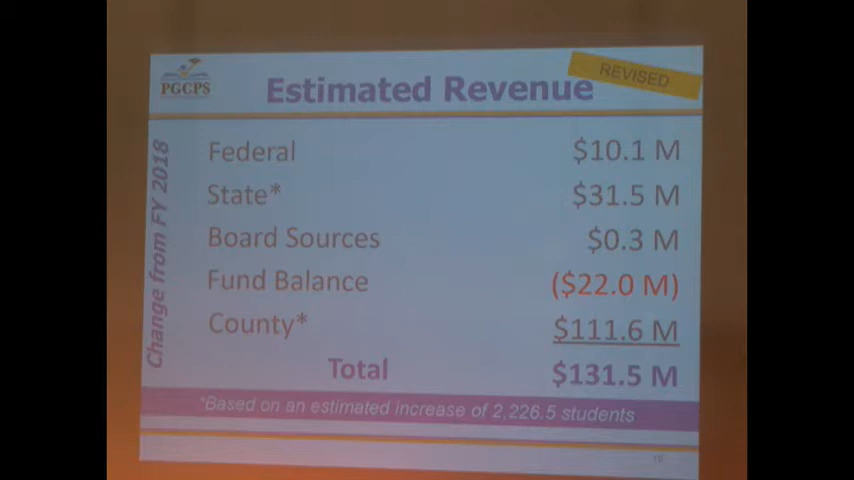 PGCPS
Estimated Revenue
REVISED
Change from FY 2018
Federal $10.1 M
State* $31.5 M
Board Sources $0.3 M
Fund Balance ($22.0 M)
County* $111.6 M
Total $131.5 M
*Based on an estimated increase of 2,226.5 students